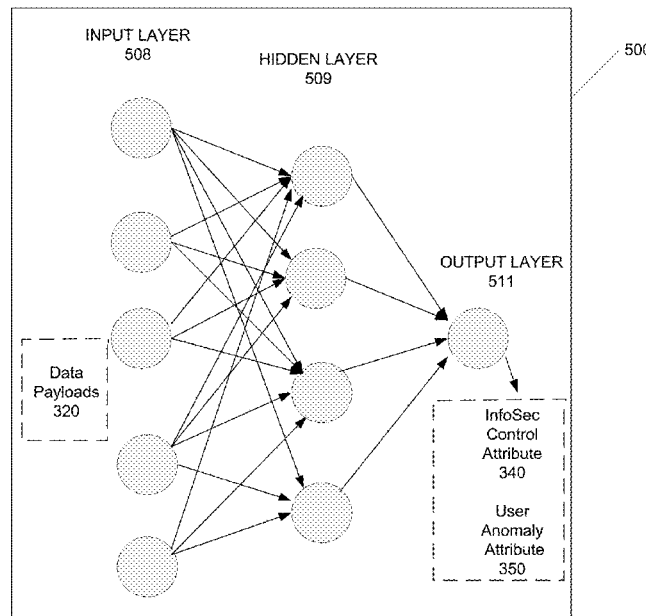 INPUT LAYER
508
HIDDEN LAYER
509
500
OUTPUT LAYER
511
Data
Payloads
320
InfoSec
Control
Attribute
340
User
Anomaly
Attribute
350